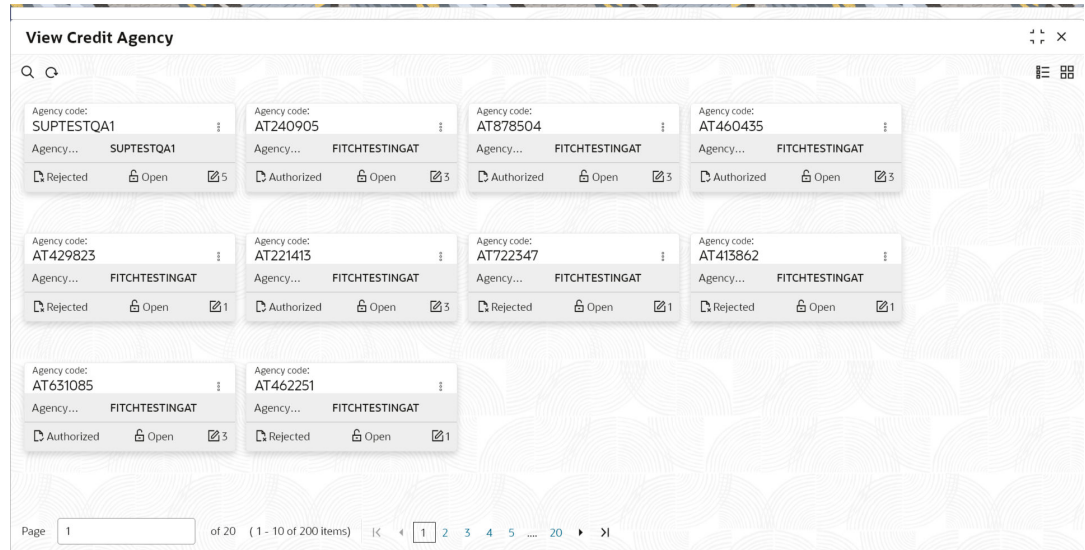 View Credit Agency
Agency code:
SUPTESTQA1
Agency... SUPTESTQA1
Rejected Open 5
Agency code:
AT240905
Agency... FITCHTESTINGAT
Authorized Open 3
Agency code:
AT878504
Agency... FITCHTESTINGAT
Authorized Open 3
Agency code:
AT460435
Agency... FITCHTESTINGAT
Authorized Open 3
Agency code:
AT429823
Agency... FITCHTESTINGAT
Rejected Open 1
Agency code:
AT221413
Agency... FITCHTESTINGAT
Authorized Open 3
Agency code:
AT722347
Agency... FITCHTESTINGAT
Rejected Open 1
Agency code:
AT413862
Agency... FITCHTESTINGAT
Rejected Open 1
Agency code:
AT631085
Agency... FITCHTESTINGAT
Authorized Open 3
Agency code:
AT462251
Agency... FITCHTESTINGAT
Rejected Open 1
Page 1 of 20 ( 1 - 10 of 200 items) 1 2 3 4 5 .... 20